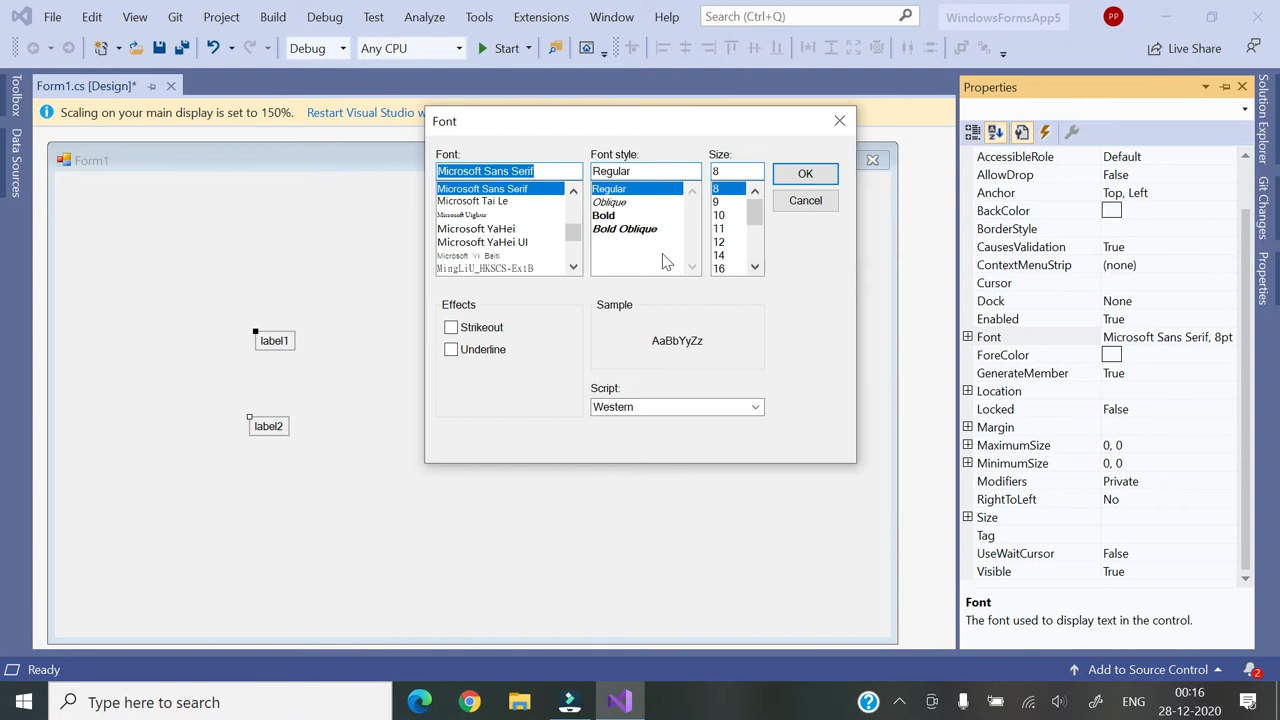 File Edit View Git Project Build Debug Test Analyze Tools Extensions Window Help Search (Ctrl+Q) WindowsFormsApp5 PP
Debug Any CPU Start Live Share
Form1.cs [Design]*
Scaling on your main display is set to 150%. Restart Visual Studio w
Toolbox
Data Sources
Form1
label1
label2
Font
Font: Font style: Size:
Microsoft Sans Serif Regular 8
Microsoft Sans Serif Regular 8
Microsoft Tai Le Oblique 9
Microsoft Uighur Bold 10
Microsoft YaHei Bold Oblique 11
Microsoft YaHei UI 12
Microsoft Yi Baiti 14
MingLiU_HKSCS-ExtB 16
OK
Cancel
Effects
Strikeout
Underline
Sample
AaBbYyZz
Script:
Western
Properties
AccessibleRole Default
AllowDrop False
Anchor Top, Left
BackColor
BorderStyle
CausesValidation True
ContextMenuStrip (none)
Cursor
Dock None
Enabled True
Font Microsoft Sans Serif, 8pt
ForeColor
GenerateMember True
Location
Locked False
Margin
MaximumSize 0, 0
MinimumSize 0, 0
Modifiers Private
RightToLeft No
Size
Tag
UseWaitCursor False
Visible True
Font
The font used to display text in the control.
Solution Explorer
Git Changes
Properties
Ready Add to Source Control 2
Type here to search
ENG 00:16
28-12-2020